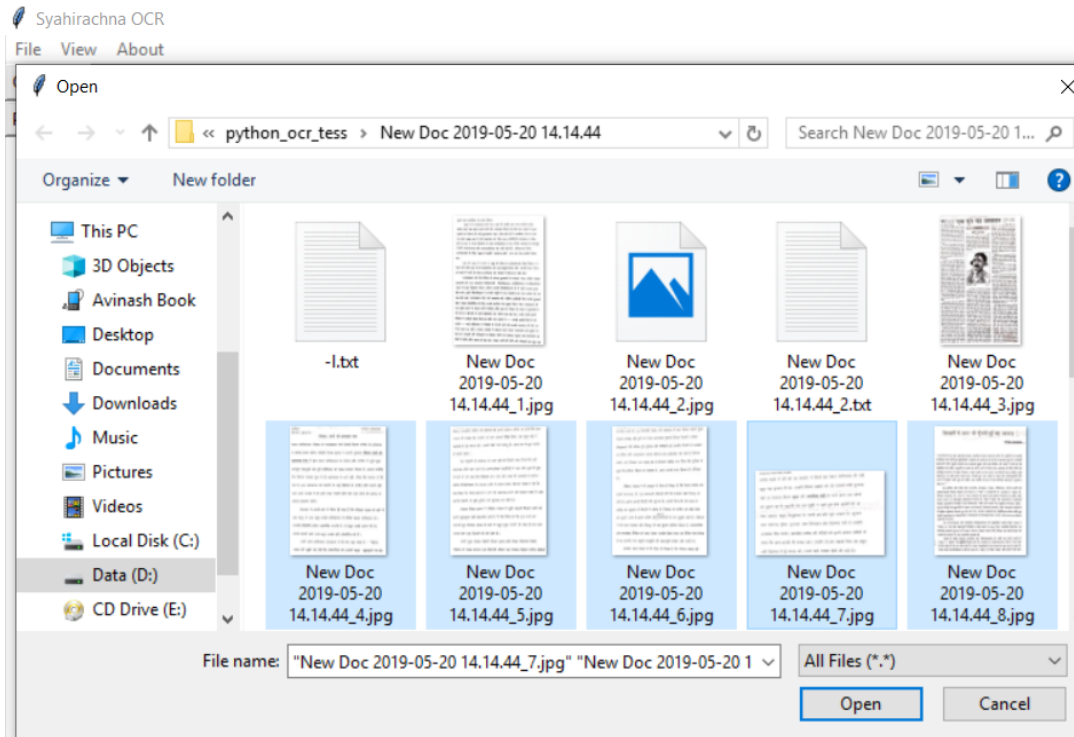 Syahirachna OCR
File View About
Open
« python_ocr_tess › New Doc 2019-05-20 14.14.44
Search New Doc 2019-05-20 1...
Organize New folder
This PC
3D Objects
Avinash Book
Desktop
Documents
Downloads
Music
Pictures
Videos
Local Disk (C:)
Data (D:)
CD Drive (E:)
-l.txt
New Doc
2019-05-20
14.14.44_1.jpg
New Doc
2019-05-20
14.14.44_2.jpg
New Doc
2019-05-20
14.14.44_2.txt
New Doc
2019-05-20
14.14.44_3.jpg
New Doc
2019-05-20
14.14.44_4.jpg
New Doc
2019-05-20
14.14.44_5.jpg
New Doc
2019-05-20
14.14.44_6.jpg
New Doc
2019-05-20
14.14.44_7.jpg
New Doc
2019-05-20
14.14.44_8.jpg
File name: "New Doc 2019-05-20 14.14.44_7.jpg" "New Doc 2019-05-20 1
All Files (*.*)
Open Cancel